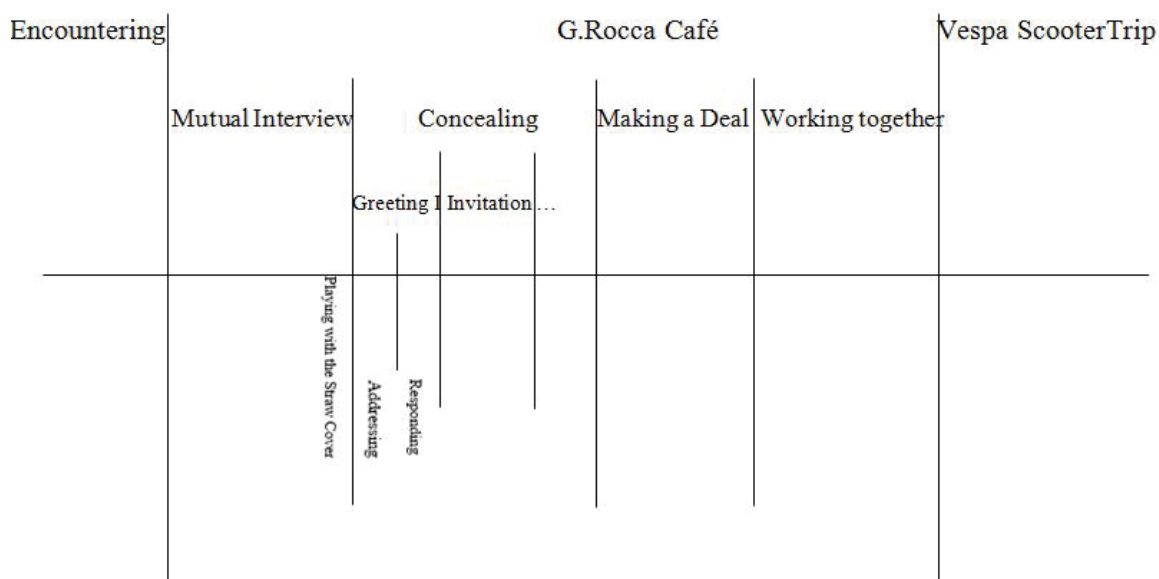 Encountering
G.Rocca Café
Vespa ScooterTrip
Mutual Interview
Concealing
Making a Deal
Working together
Greeting I
Invitation
…
Playing with the Straw Cover
Addressing
Responding